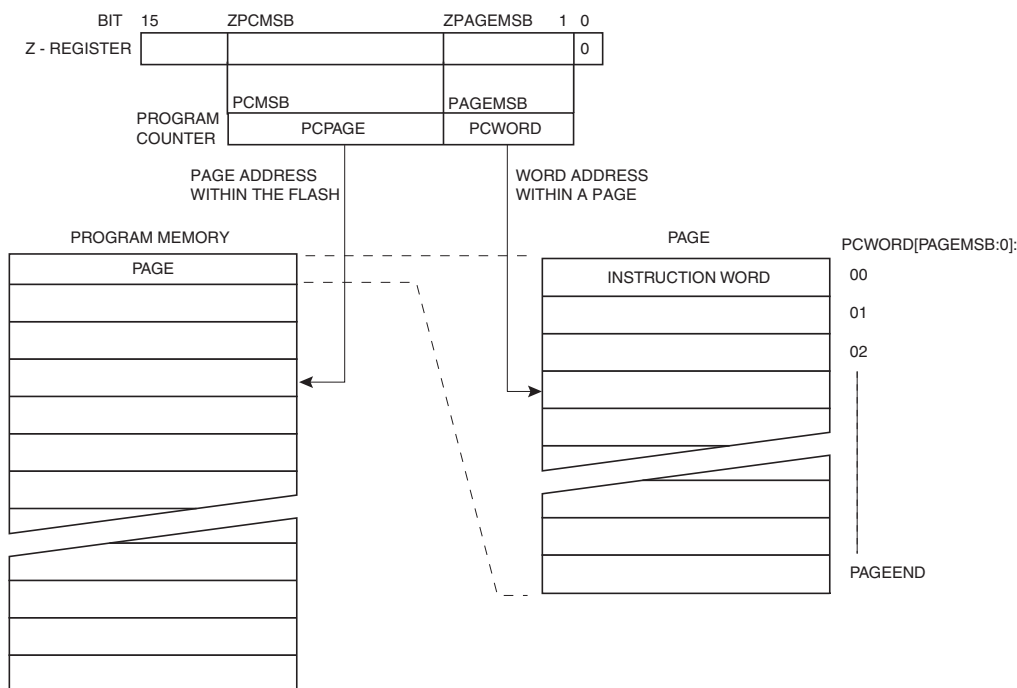 BIT 15 ZPCMSB ZPAGEMSB 1 0
Z - REGISTER 0
PCMSB PAGEMSB
PROGRAM
COUNTER
PCPAGE PCWORD
PAGE ADDRESS
WITHIN THE FLASH
WORD ADDRESS
WITHIN A PAGE
PROGRAM MEMORY
PAGE
PAGE
PCWORD[PAGEMSB:0]:
INSTRUCTION WORD 00
01
02
PAGEEND